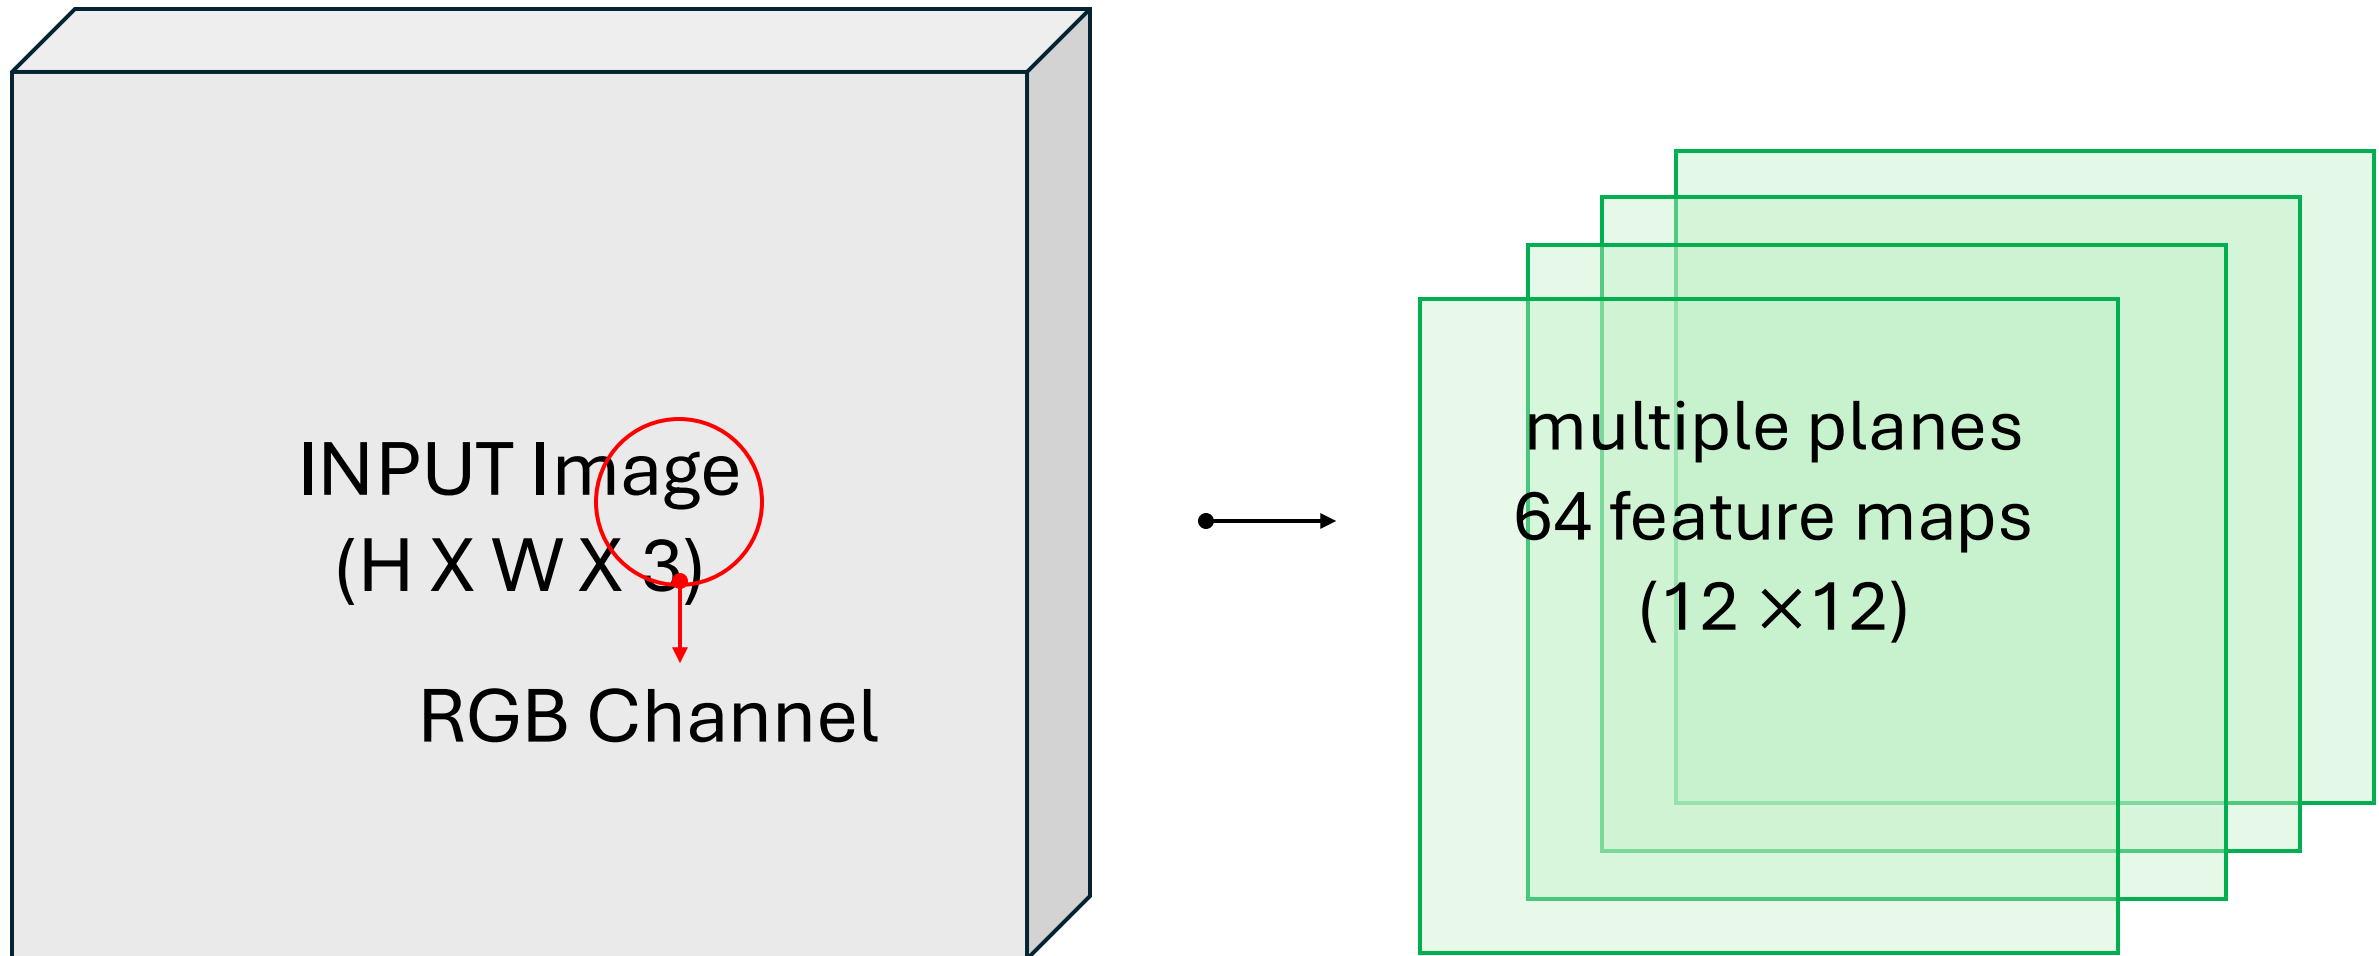 INPUT Image
(H X W X 3)
RGB Channel
multiple planes
64 feature maps
(12 ×12)